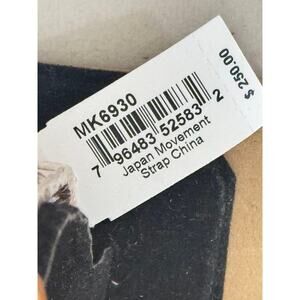 MK6930
7 96483 52583 2
Japan Movement
Strap China
$ 250.00